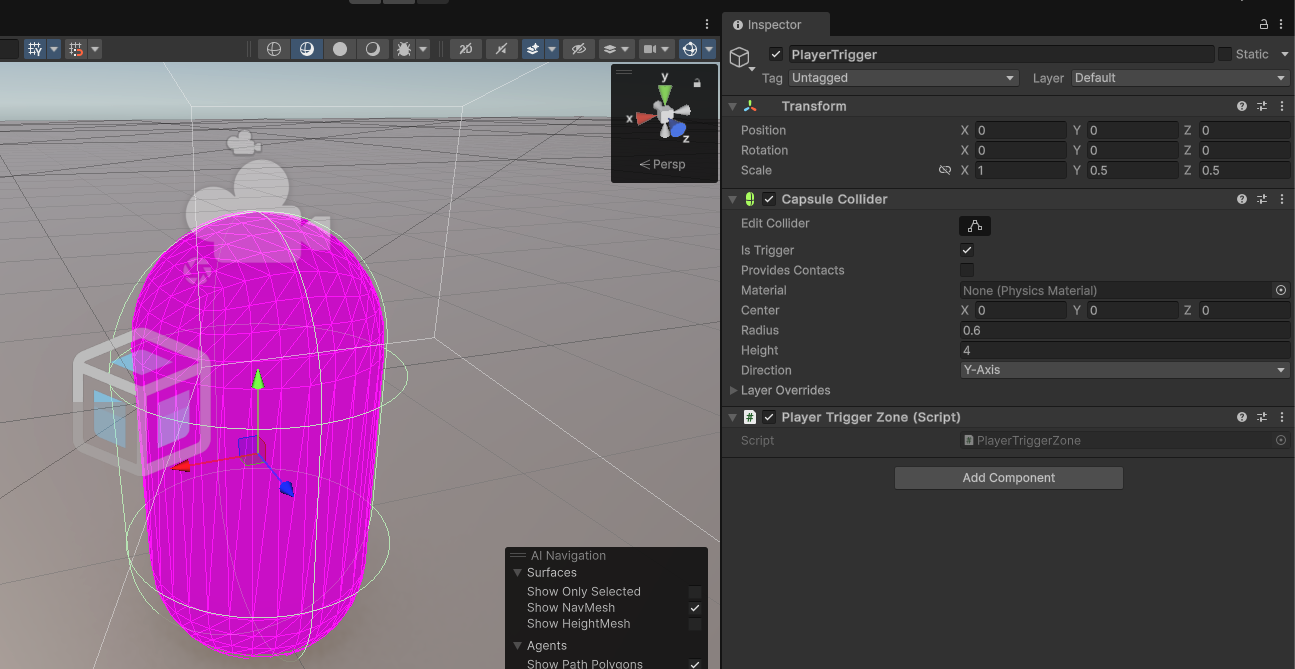 Inspector
PlayerTrigger
Static
Tag Untagged Layer Default
Transform
Position X 0 Y 0 Z 0
Rotation X 0 Y 0 Z 0
Scale X 1 Y 0.5 Z 0.5
Capsule Collider
Edit Collider
Is Trigger
Provides Contacts
Material None (Physics Material)
Center X 0 Y 0 Z 0
Radius 0.6
Height 4
Direction Y-Axis
Layer Overrides
# Player Trigger Zone (Script)
Script # PlayerTriggerZone
Add Component
2D
y
x
z
Persp
AI Navigation
Surfaces
Show Only Selected
Show NavMesh
Show HeightMesh
Agents
Show Path Polygons